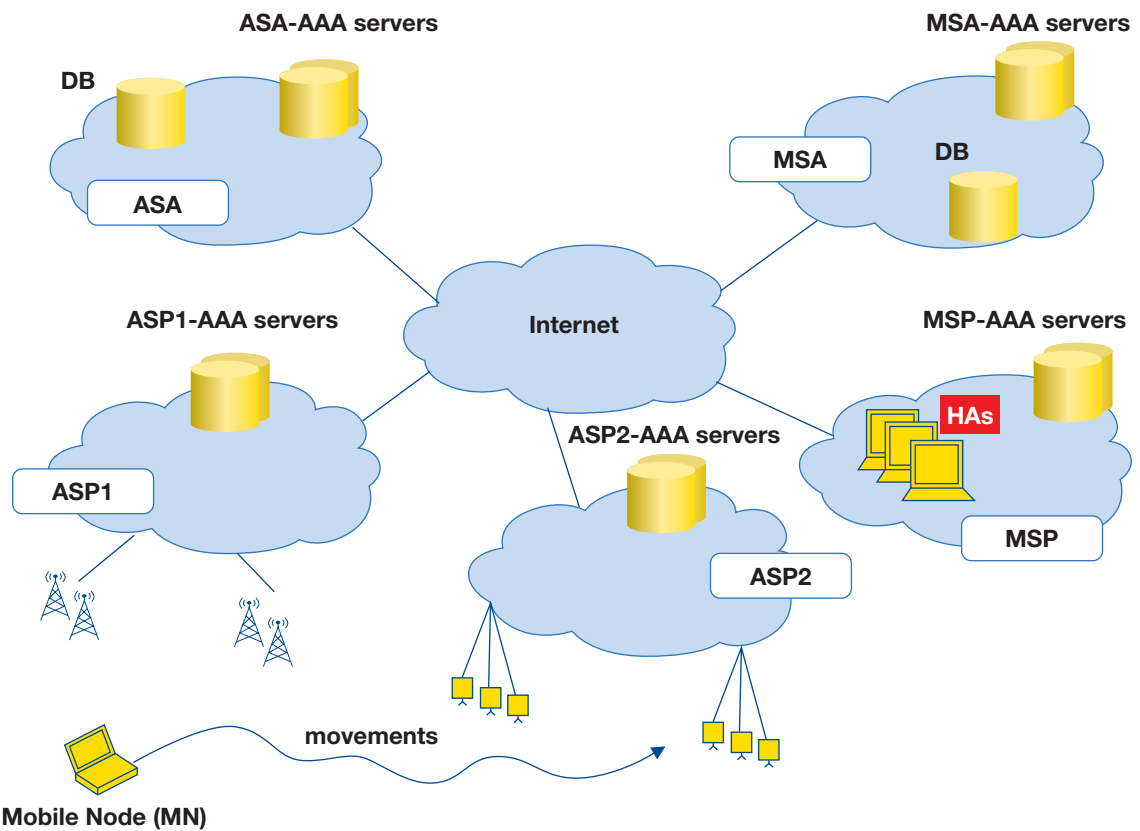 ASA-AAA servers
MSA-AAA servers
DB
MSA
DB
ASA
ASP1-AAA servers
Internet
MSP-AAA servers
HAs
ASP2-AAA servers
ASP1
MSP
ASP2
movements
Mobile Node (MN)